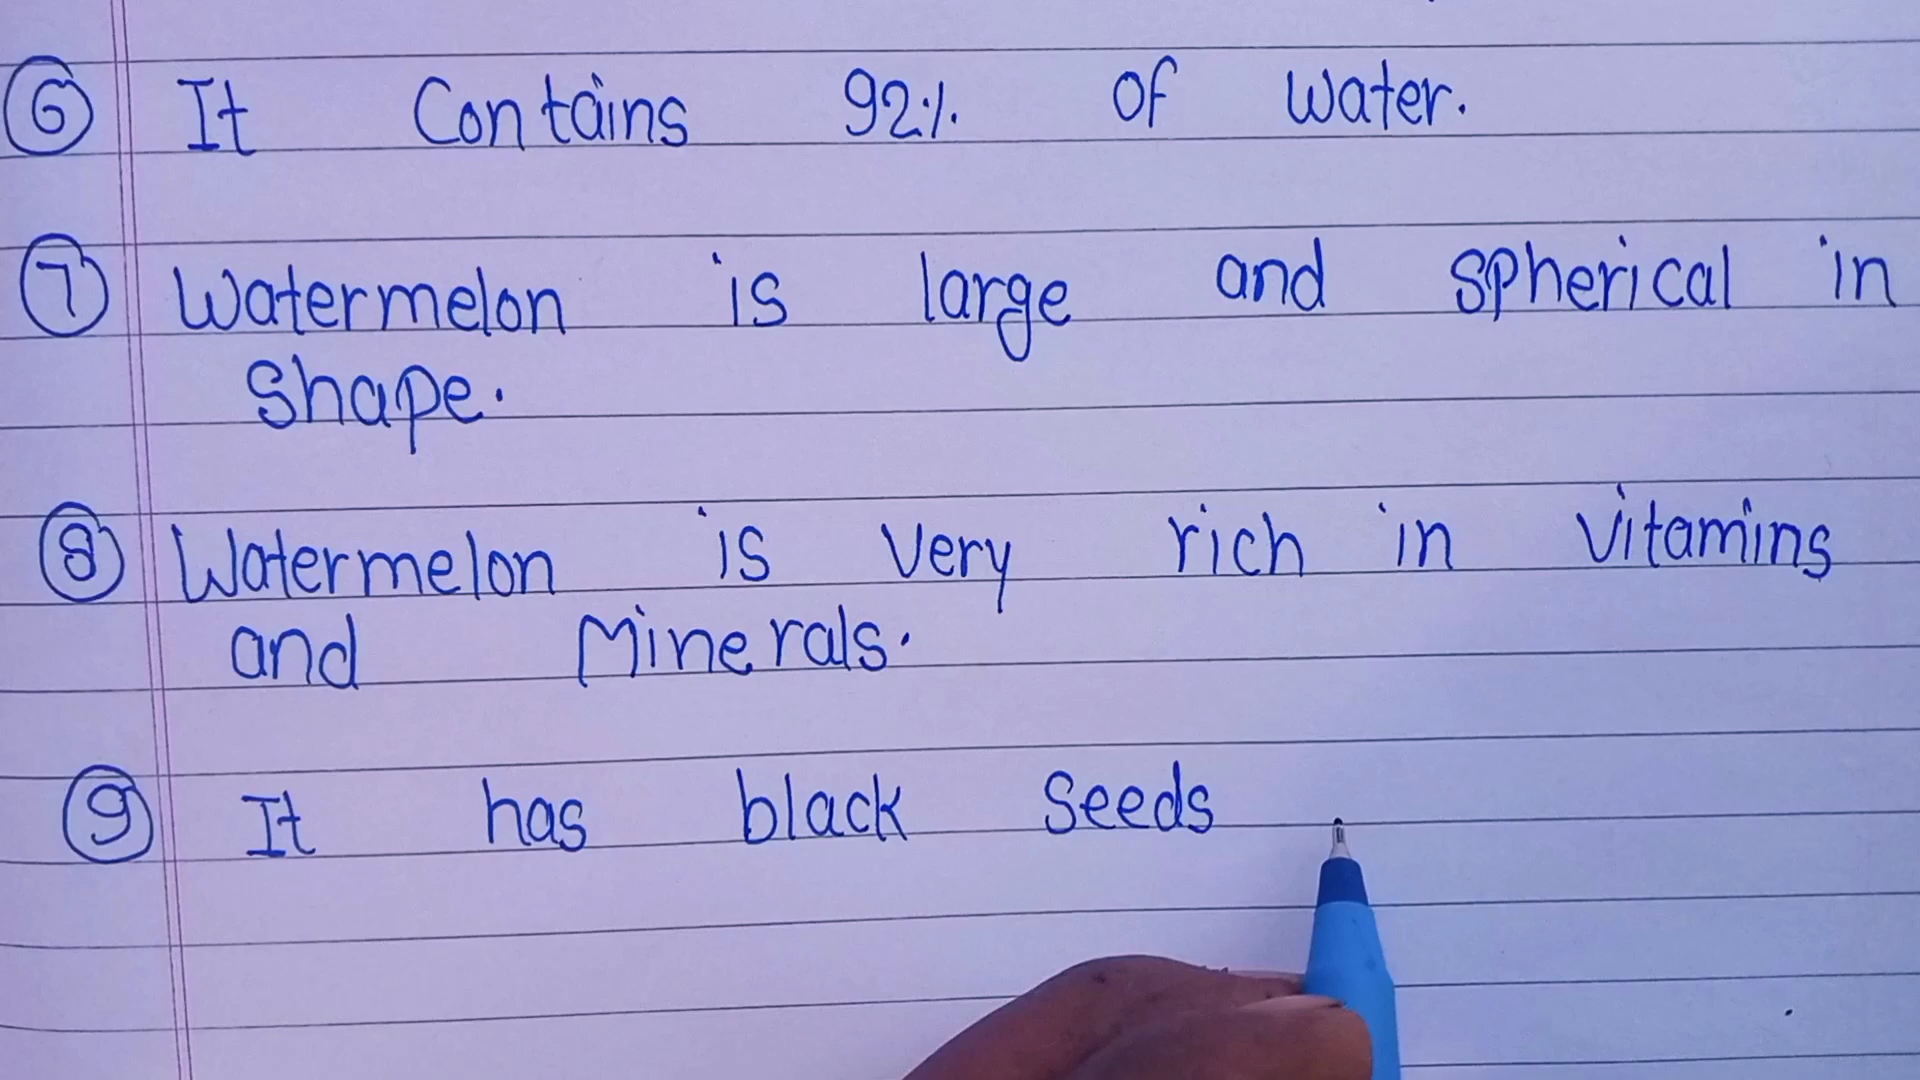 6 It Contains 92% of water.
7 Watermelon is large and spherical in
shape.
8 Watermelon is very rich in vitamins
and Minerals.
9 It has black seeds